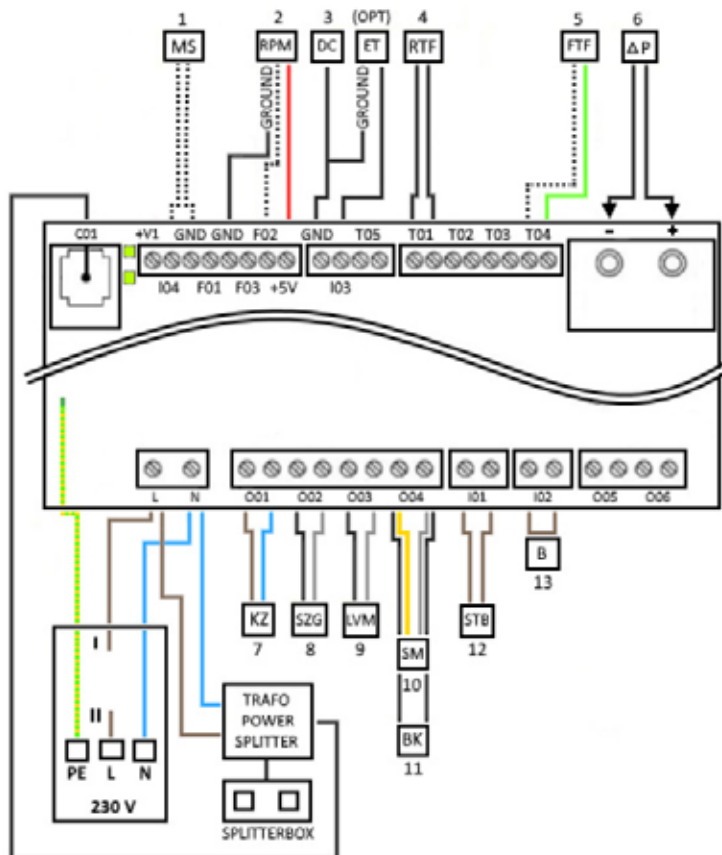 1 2 3 (OPT) 4 5 6
MS RPM DC ET RTF FTF ΔP
GROUND GROUND
- +
C01 +V1 GND GND F02 GND T05 T01 T02 T03 T04
I04 F01 F03 +5V I03
L N O01 O02 O03 O04 I01 I02 O05 O06
B
13
KZ SZG LVM STB
7 8 9 12
I
SM
10
II
TRAFO
POWER
SPLITTER
BK
11
PE L N
230 V
SPLITTERBOX